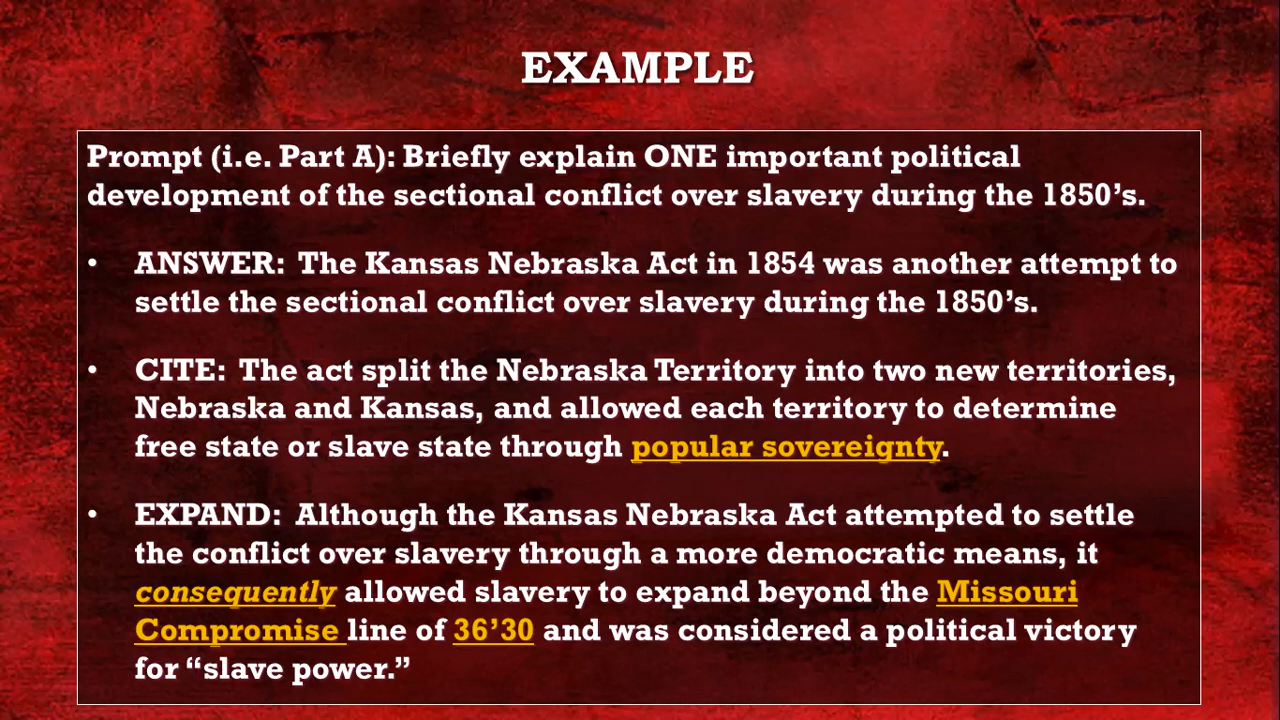 EXAMPLE
Prompt (i.e. Part A): Briefly explain ONE important political
development of the sectional conflict over slavery during the 1850’s.
• ANSWER: The Kansas Nebraska Act in 1854 was another attempt to
settle the sectional conflict over slavery during the 1850’s.
• CITE: The act split the Nebraska Territory into two new territories,
Nebraska and Kansas, and allowed each territory to determine
free state or slave state through popular sovereignty.
• EXPAND: Although the Kansas Nebraska Act attempted to settle
the conflict over slavery through a more democratic means, it
consequently allowed slavery to expand beyond the Missouri
Compromise line of 36’30 and was considered a political victory
for “slave power.”